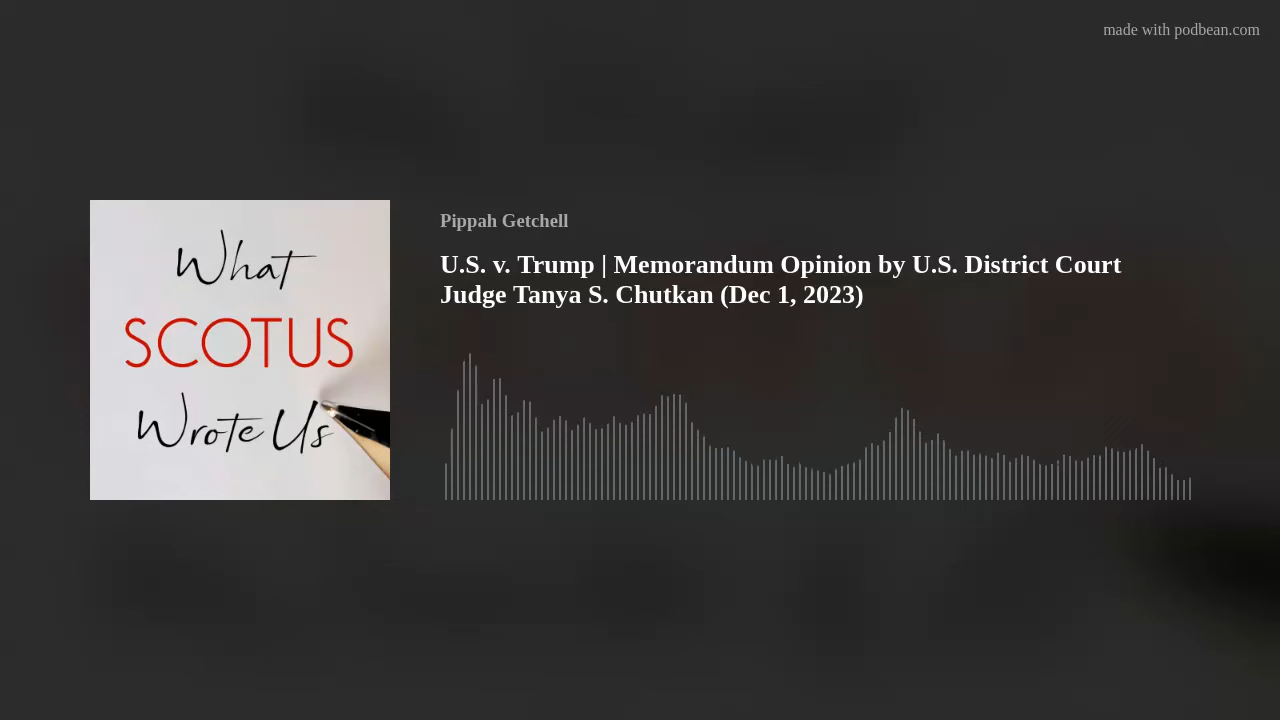 made with podbean.com
What
SCOTUS
Wrote Us
Pippah Getchell
U.S. v. Trump | Memorandum Opinion by U.S. District Court
Judge Tanya S. Chutkan (Dec 1, 2023)